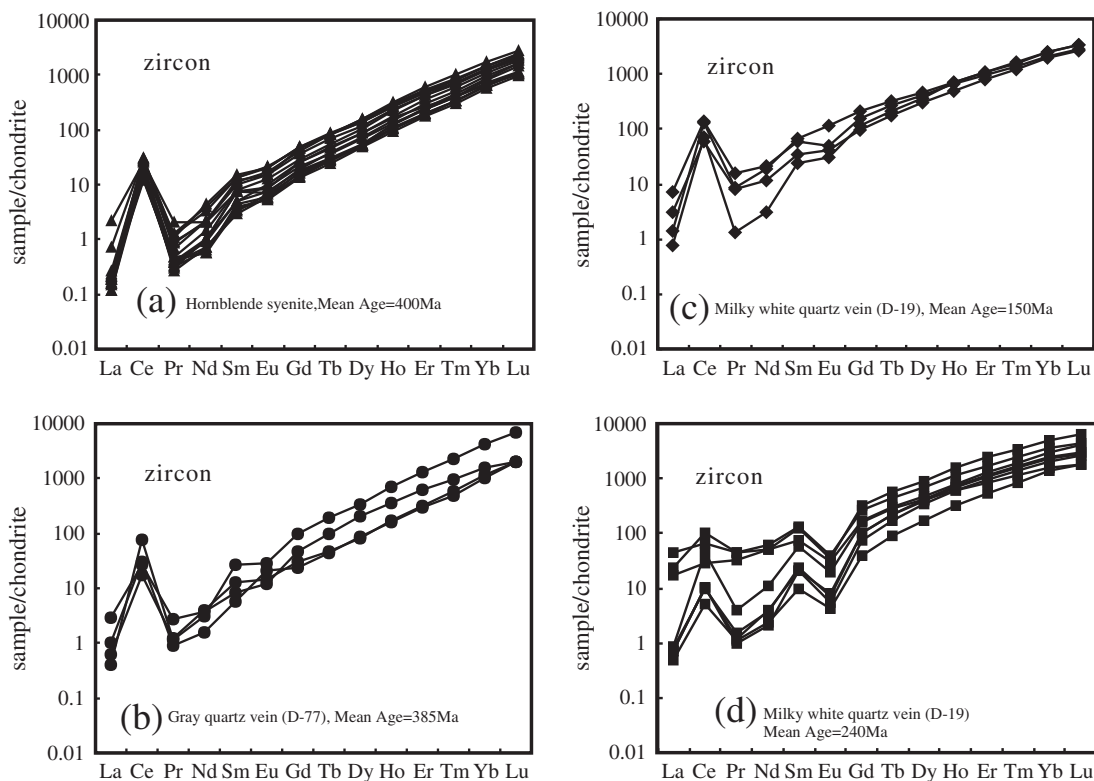 10000
1000
100
10
1
0.1
0.01
sample/chondrite
zircon
(a) Hornblende syenite,Mean Age=400Ma
La Ce Pr Nd Sm Eu Gd Tb Dy Ho Er Tm Yb Lu
10000
1000
100
10
1
0.1
0.01
sample/chondrite
zircon
(c) Milky white quartz vein (D-19), Mean Age=150Ma
La Ce Pr Nd Sm Eu Gd Tb Dy Ho Er Tm Yb Lu
10000
1000
100
10
1
0.1
0.01
sample/chondrite
zircon
(b) Gray quartz vein (D-77), Mean Age=385Ma
La Ce Pr Nd Sm Eu Gd Tb Dy Ho Er Tm Yb Lu
10000
1000
100
10
1
0.1
0.01
sample/chondrite
zircon
(d) Milky white quartz vein (D-19)
Mean Age=240Ma
La Ce Pr Nd Sm Eu Gd Tb Dy Ho Er Tm Yb Lu